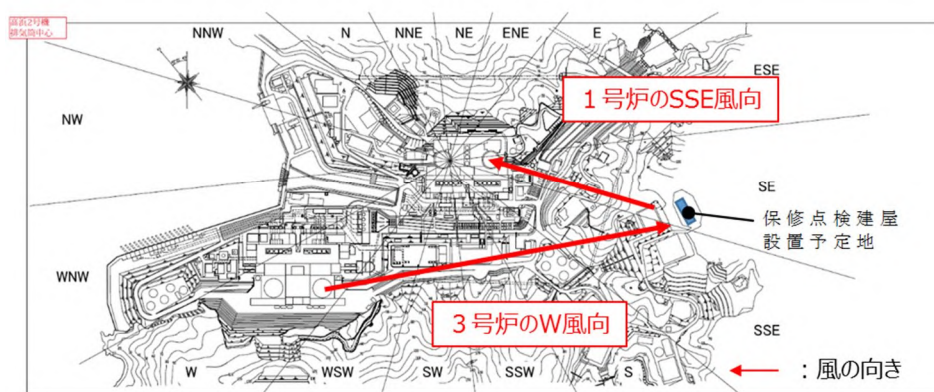 高浜2号機
排気筒中心
NNW
N
NNE
NE
ENE
E
ESE
NW
1号炉のSSE風向
SE
保修点検建屋
設置予定地
WNW
3号炉のW風向
SSE
W
WSW
SW
SSW
S
：風の向き